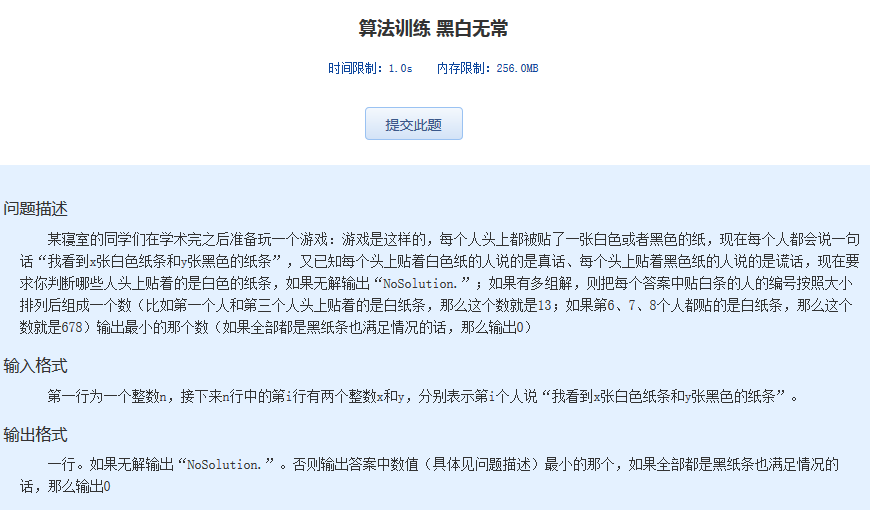 算法训练 黑白无常
时间限制：1.0s 内存限制：256.0MB
提交此题
问题描述
某寝室的同学们在学术完之后准备玩一个游戏：游戏是这样的，每个人头上都被贴了一张白色或者黑色的纸，现在每个人都会说一句
话“我看到x张白色纸条和y张黑色的纸条”，又已知每个头上贴着白色纸的人说的是真话、每个头上贴着黑色纸的人说的是谎话，现在要
求你判断哪些人头上贴着的是白色的纸条，如果无解输出“NoSolution.”；如果有多组解，则把每个答案中贴白条的人的编号按照大小
排列后组成一个数（比如第一个人和第三个人头上贴着的是白纸条，那么这个数就是13；如果第6、7、8个人都贴的是白纸条，那么这个
数就是678）输出最小的那个数（如果全部都是黑纸条也满足情况的话，那么输出0）
输入格式
第一行为一个整数n，接下来n行中的第i行有两个整数x和y，分别表示第i个人说“我看到x张白色纸条和y张黑色的纸条”。
输出格式
一行。如果无解输出“NoSolution.”。否则输出答案中数值（具体见问题描述）最小的那个，如果全部都是黑纸条也满足情况的
话，那么输出0